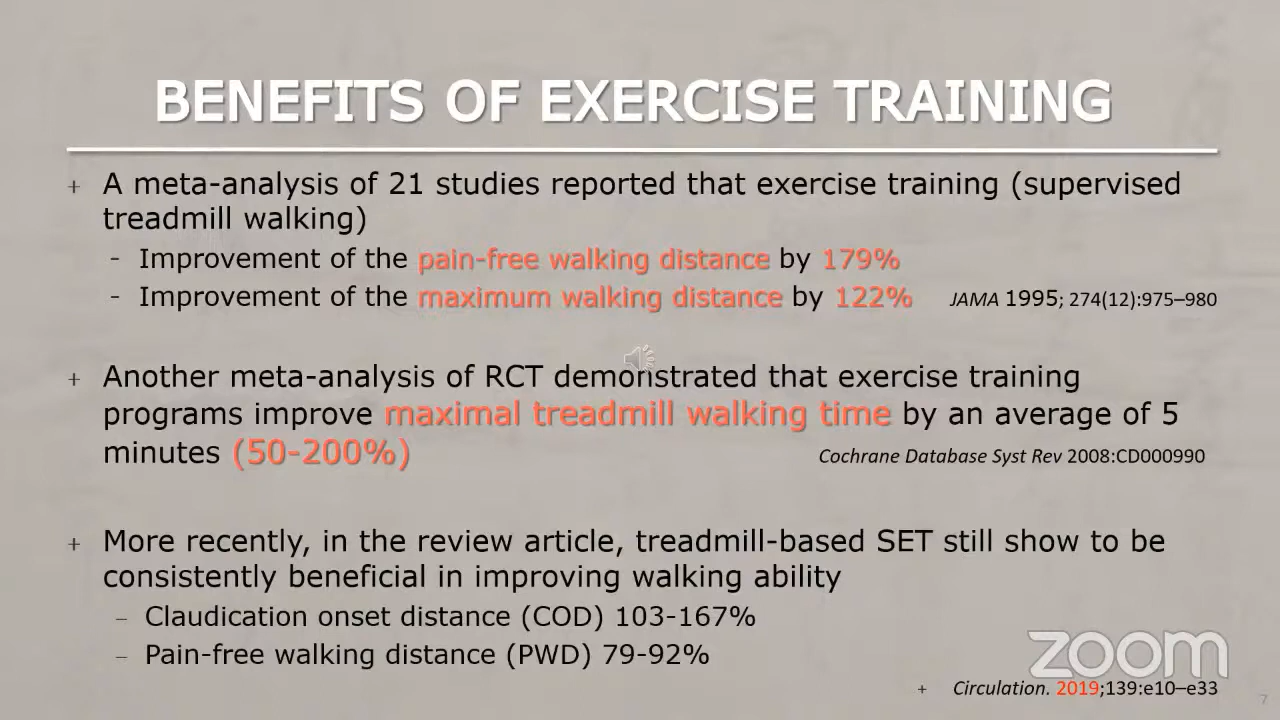 BENEFITS OF EXERCISE TRAINING
+ A meta-analysis of 21 studies reported that exercise training (supervised
treadmill walking)
- Improvement of the pain-free walking distance by 179%
- Improvement of the maximum walking distance by 122% JAMA 1995; 274(12):975–980
+ Another meta-analysis of RCT demonstrated that exercise training
programs improve maximal treadmill walking time by an average of 5
minutes (50-200%) Cochrane Database Syst Rev 2008:CD000990
+ More recently, in the review article, treadmill-based SET still show to be
consistently beneficial in improving walking ability
– Claudication onset distance (COD) 103-167%
– Pain-free walking distance (PWD) 79-92%
zoom
+ Circulation. 2019;139:e10–e33
7